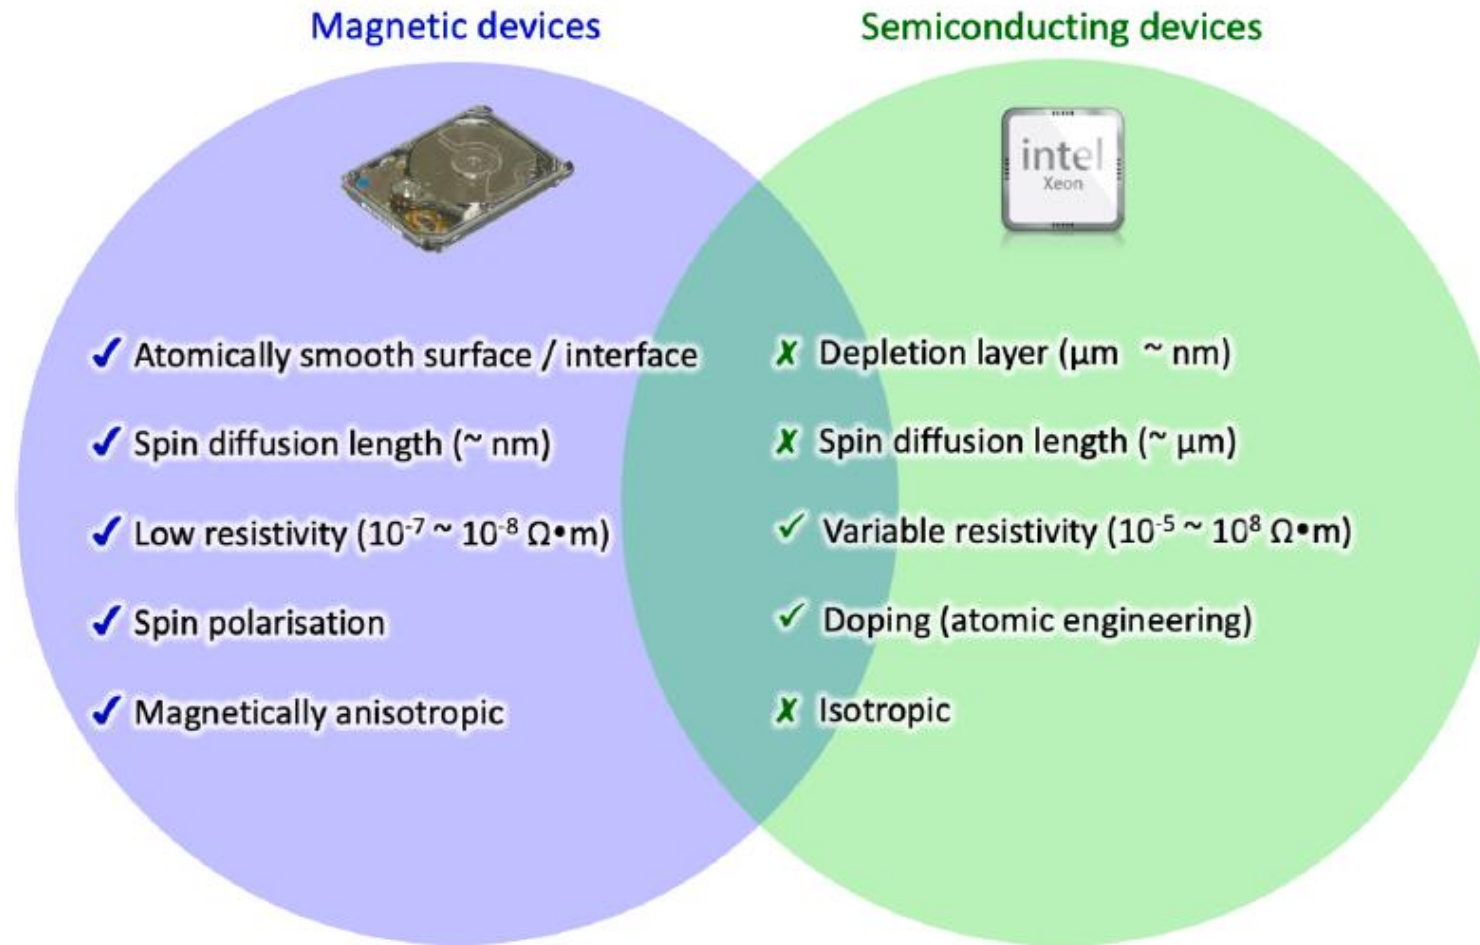 Magnetic devices
Semiconducting devices
intel
Xeon
✓ Atomically smooth surface / interface
✓ Spin diffusion length (~ nm)
✓ Low resistivity (10⁻⁷ ~ 10⁻⁸ Ω•m)
✓ Spin polarisation
✓ Magnetically anisotropic
✗ Depletion layer (μm ~ nm)
✗ Spin diffusion length (~ μm)
✓ Variable resistivity (10⁻⁵ ~ 10⁸ Ω•m)
✓ Doping (atomic engineering)
✗ Isotropic